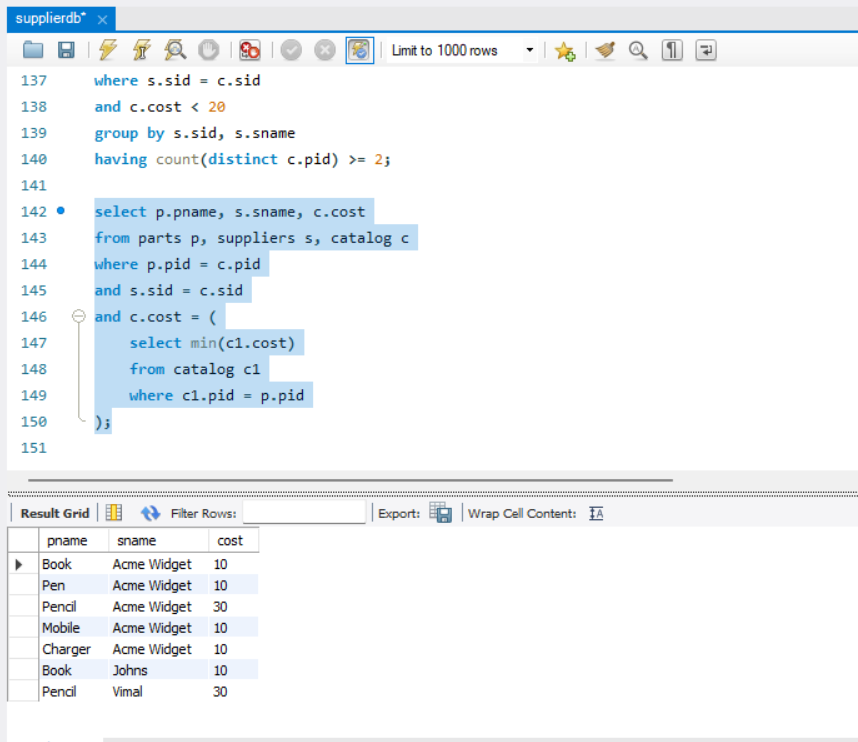 supplierdb* ×
Limit to 1000 rows
137 where s.sid = c.sid
138 and c.cost < 20
139 group by s.sid, s.sname
140 having count(distinct c.pid) >= 2;
141
142 select p.pname, s.sname, c.cost
143 from parts p, suppliers s, catalog c
144 where p.pid = c.pid
145 and s.sid = c.sid
146 and c.cost = (
147 select min(c1.cost)
148 from catalog c1
149 where c1.pid = p.pid
150 );
151
Result Grid Filter Rows: Export: Wrap Cell Content: IA
pname sname cost
Book Acme Widget 10
Pen Acme Widget 10
Pencil Acme Widget 30
Mobile Acme Widget 10
Charger Acme Widget 10
Book Johns 10
Pencil Vimal 30